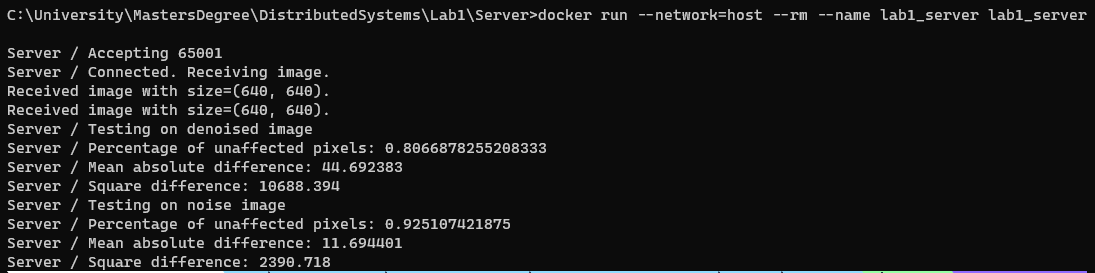 C:\University\MastersDegree\DistributedSystems\Lab1\Server>docker run --network=host --rm --name lab1_server lab1_server
Server / Accepting 65001
Server / Connected. Receiving image.
Received image with size=(640, 640).
Received image with size=(640, 640).
Server / Testing on denoised image
Server / Percentage of unaffected pixels: 0.8066878255208333
Server / Mean absolute difference: 44.692383
Server / Square difference: 10688.394
Server / Testing on noise image
Server / Percentage of unaffected pixels: 0.925107421875
Server / Mean absolute difference: 11.694401
Server / Square difference: 2390.718